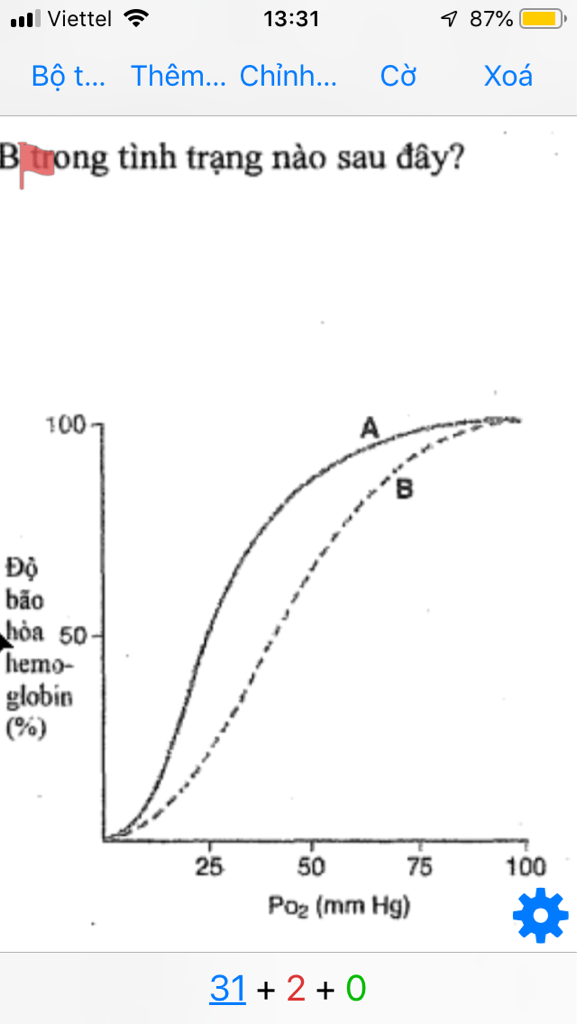 Viettel 13:31 87%
Bộ t... Thêm... Chỉnh... Cờ Xoá
B trong tình trạng nào sau đây?
100
A
B
Độ
bão
hòa 50
hemo-
globin
(%)
25 50 75 100
Po₂ (mm Hg)
31 + 2 + 0